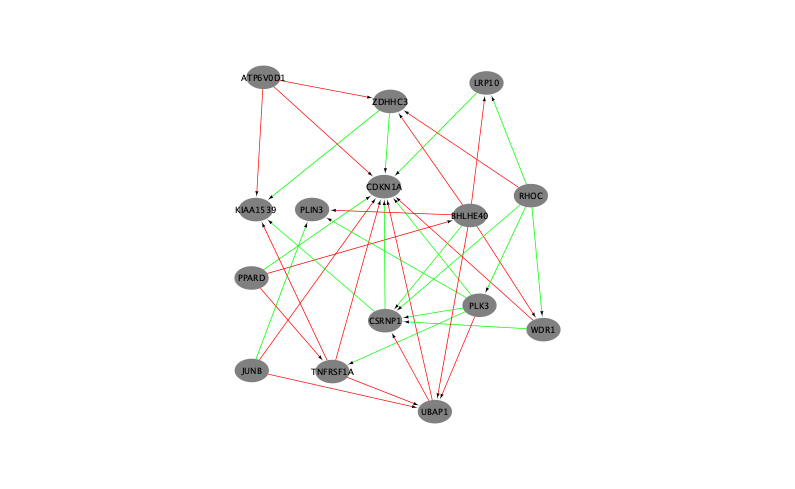 ATP6V0D1
LRP10
ZDHHC3
CDKN1A
RHOC
KIAA1539
PLIN3
BHLHE40
PPARD
PLK3
CSRNP1
WDR1
JUNB
TNFRSF1A
UBAP1